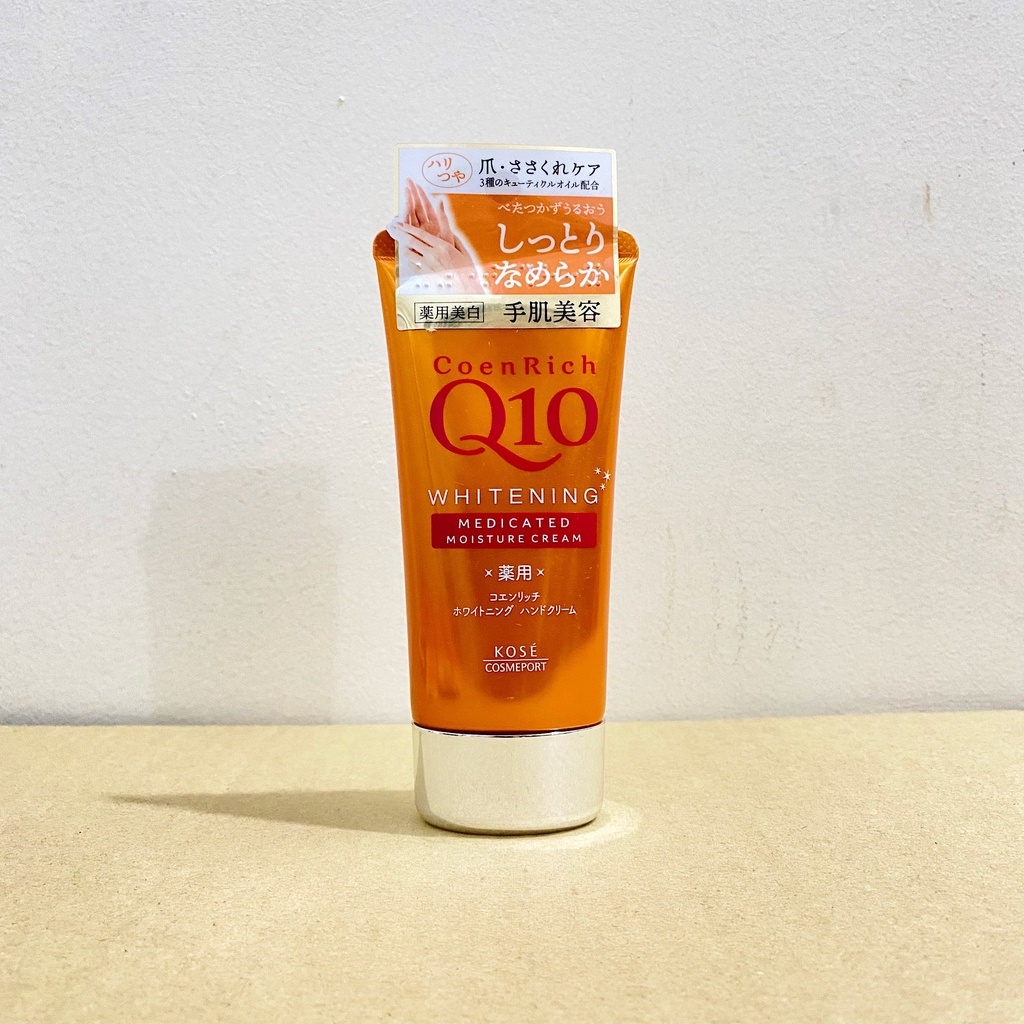 ハリ
つや
爪・ささくれケア
3種のキューティクルオイル配合
べたつかずうるおう
しっとり
なめらか
薬用美白 手肌美容
CoenRich
Q10
WHITENING
MEDICATED
MOISTURE CREAM
薬用
コエンリッチ
ホワイトニング ハンドクリーム
KOSÉ
COSMEPORT